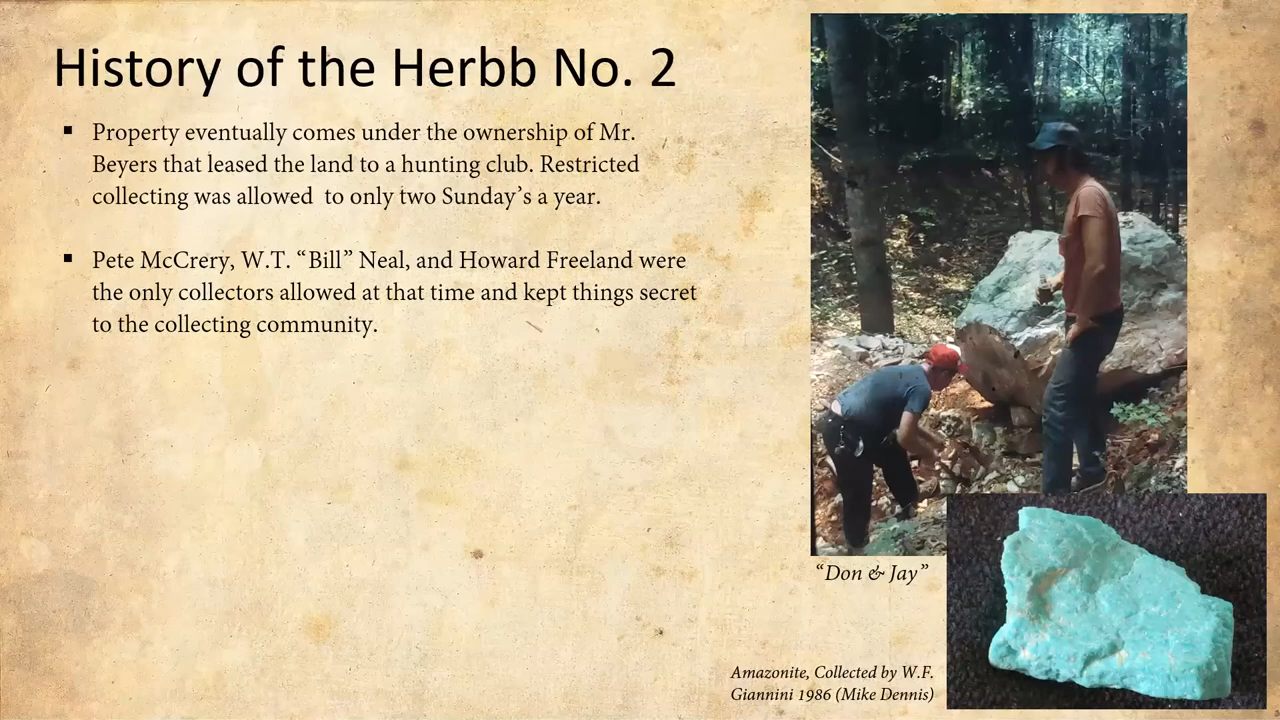 History of the Herbb No. 2
▪ Property eventually comes under the ownership of Mr.
Beyers that leased the land to a hunting club. Restricted
collecting was allowed  to only two Sunday’s a year.
▪ Pete McCrery, W.T. “Bill” Neal, and Howard Freeland were
the only collectors allowed at that time and kept things secret
to the collecting community.
“Don & Jay”
Amazonite, Collected by W.F.
Giannini 1986 (Mike Dennis)